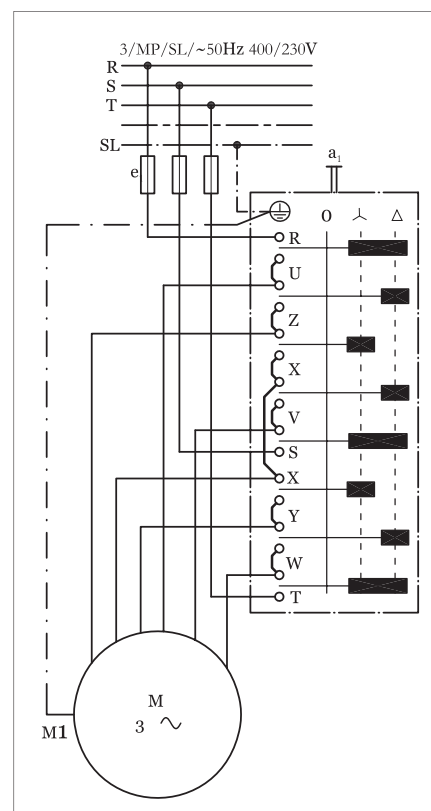 3/MP/SL/~50Hz 400/230V
R
S
T
SL
e
a1
0 ⅄ Δ
R
U
Z
X
V
S
X
Y
W
T
M
3 ~
M1